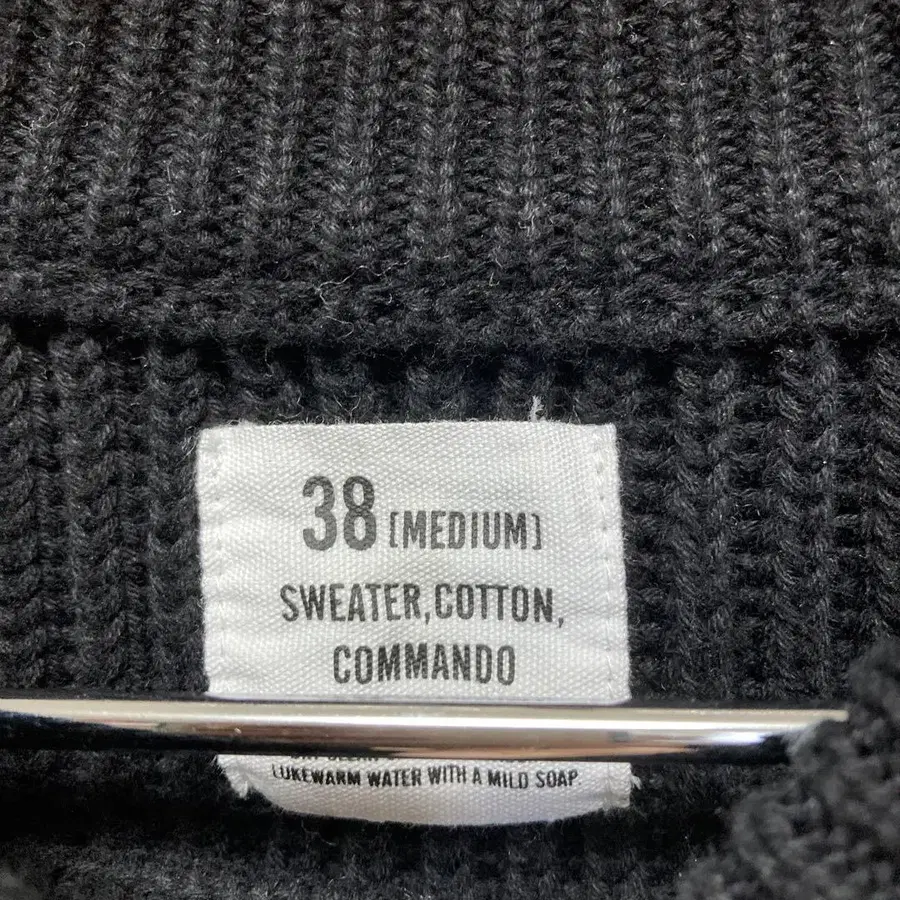 38 [MEDIUM]
SWEATER,COTTON,
COMMANDO
LUKEWARM WATER WITH A MILD SOAP.